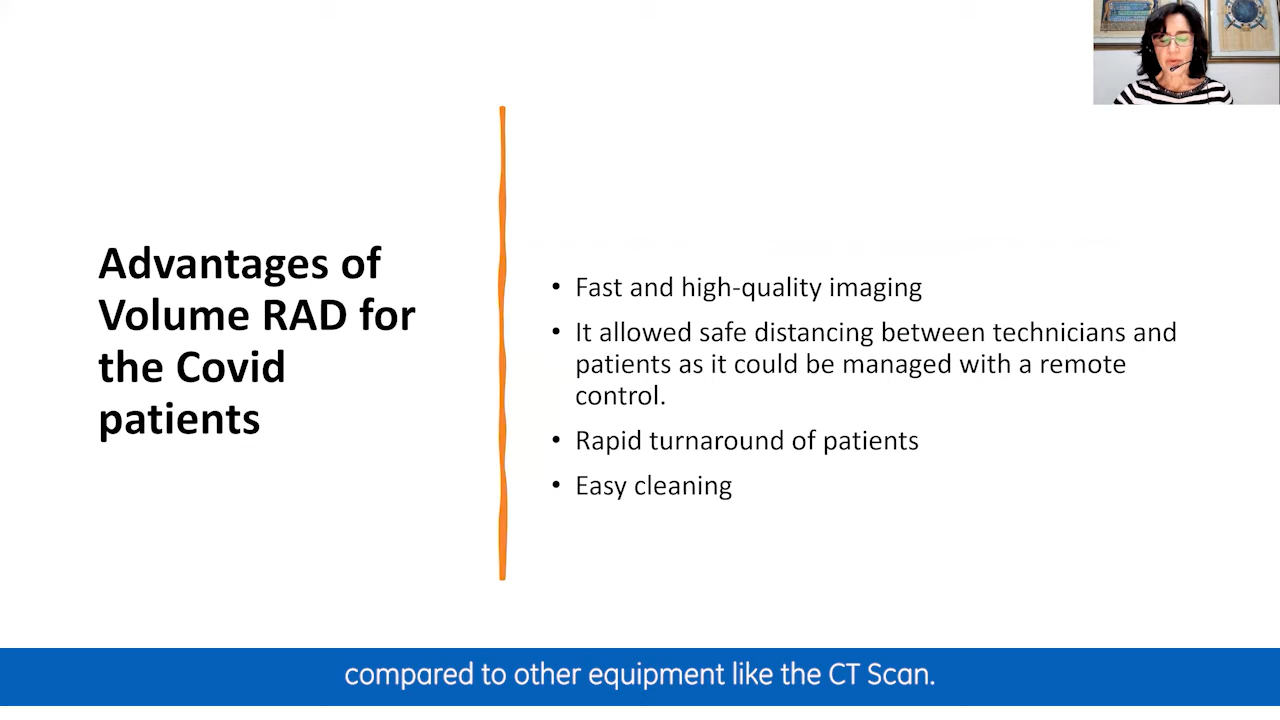 Advantages of
Volume RAD for
the Covid
patients
• Fast and high-quality imaging
• It allowed safe distancing between technicians and
patients as it could be managed with a remote
control.
• Rapid turnaround of patients
• Easy cleaning
compared to other equipment like the CT Scan.